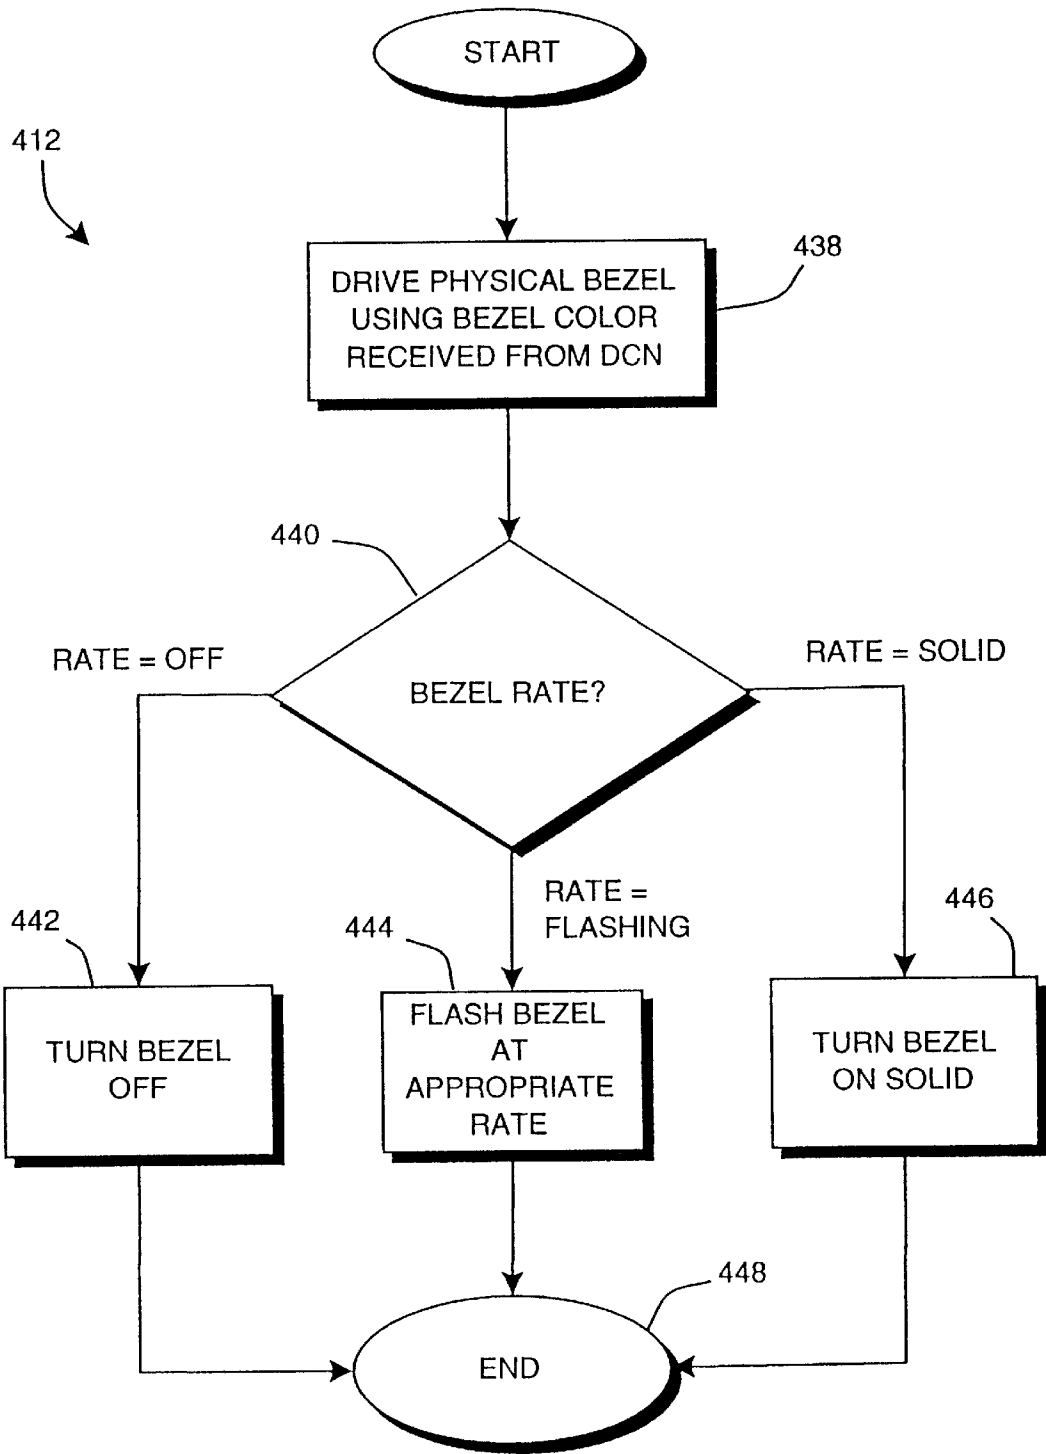 START
412
438
DRIVE PHYSICAL BEZEL
USING BEZEL COLOR
RECEIVED FROM DCN
440
RATE = OFF
RATE = SOLID
BEZEL RATE?
RATE =
FLASHING
442
444
446
TURN BEZEL
OFF
FLASH BEZEL
AT
APPROPRIATE
RATE
TURN BEZEL
ON SOLID
448
END